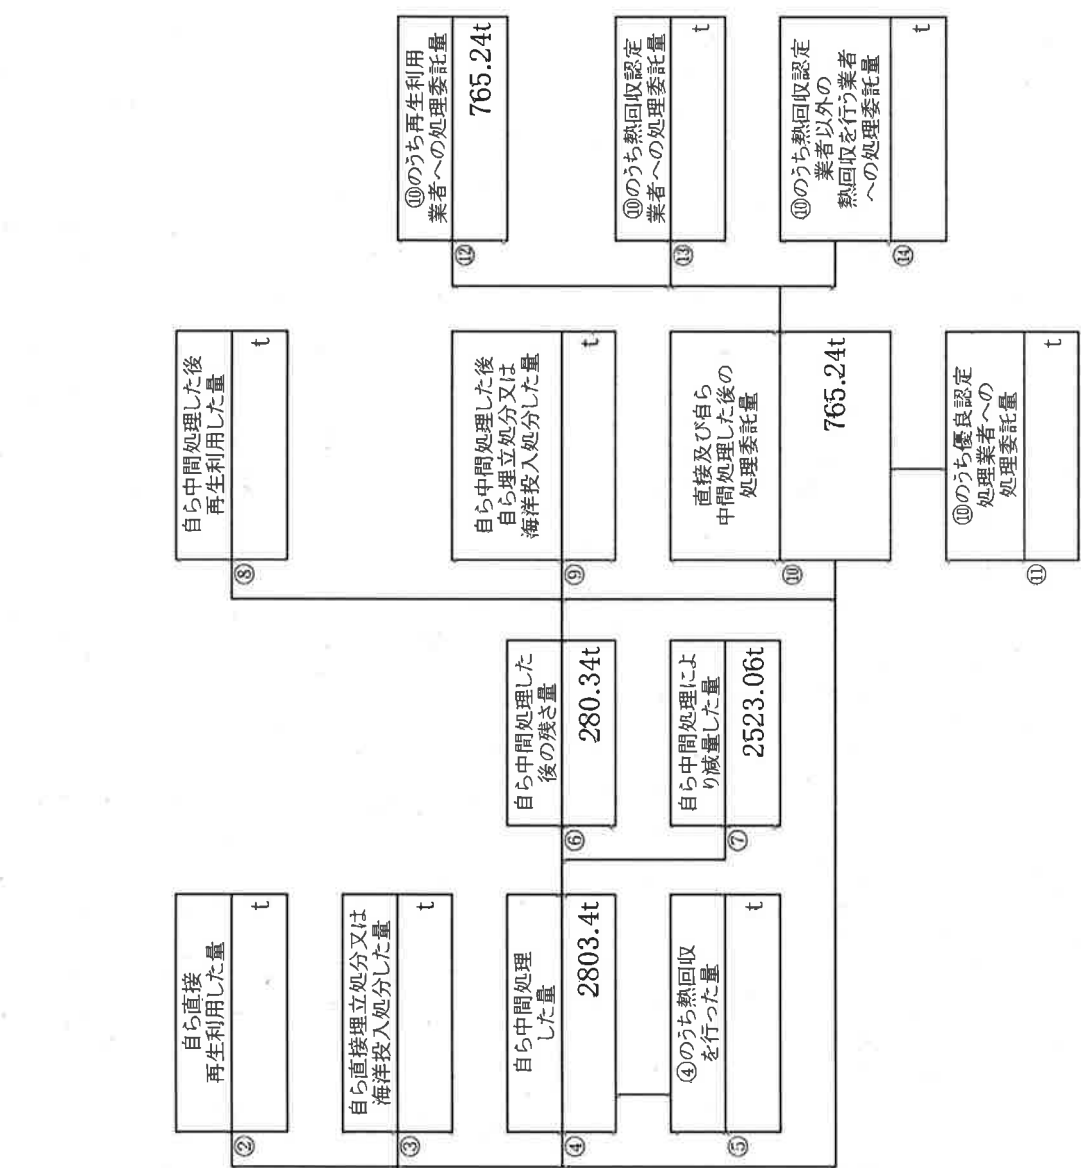 ②
自ら直接
再生利用した量
t
③
自ら直接埋立処分又は
海洋投入処分した量
t
④
自ら中間処理
した量
2803.4t
⑤
④のうち熱回収
を行った量
t
⑥
自ら中間処理した
後の残さ量
280.34t
⑦
自ら中間処理によ
り減量した量
2523.06t
⑧
自ら中間処理した後
再生利用した量
t
⑨
自ら中間処理した後
自ら埋立処分又は
海洋投入処分した量
t
⑩
直接及び自ら
中間処理した後の
処理委託量
765.24t
⑪
⑩のうち優良認定
処理業者への
処理委託量
t
⑫
⑩のうち再生利用
業者への処理委託量
765.24t
⑬
⑩のうち熱回収認定
業者への処理委託量
t
⑭
⑩のうち熱回収認定
業者以外の
熱回収を行う業者
への処理委託量
t